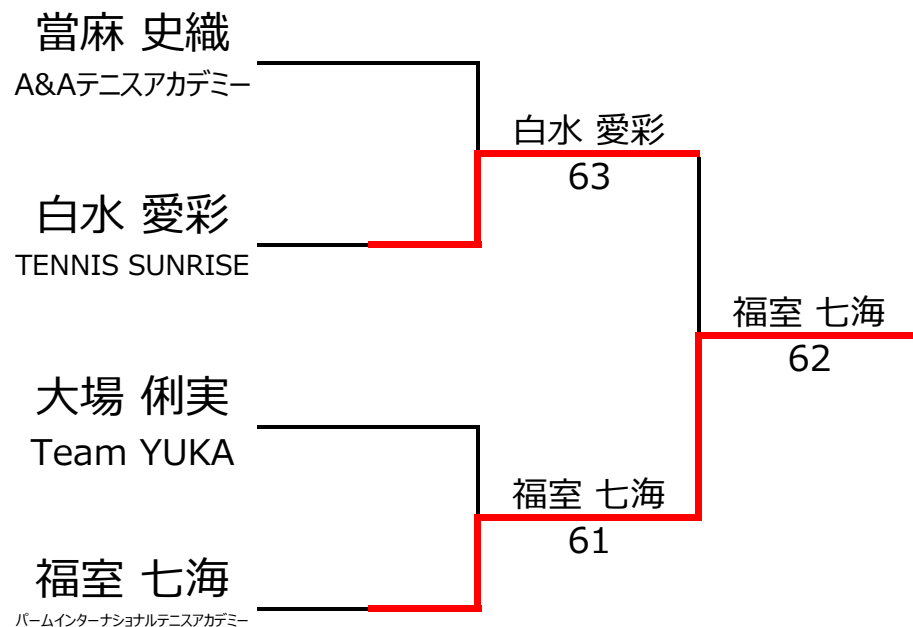 當麻 史織
A&Aテニスアカデミー
白水 愛彩
63
白水 愛彩
TENNIS SUNRISE
福室 七海
62
大場 俐実
Team YUKA
福室 七海
61
福室 七海
パームインターナショナルテニスアカデミー